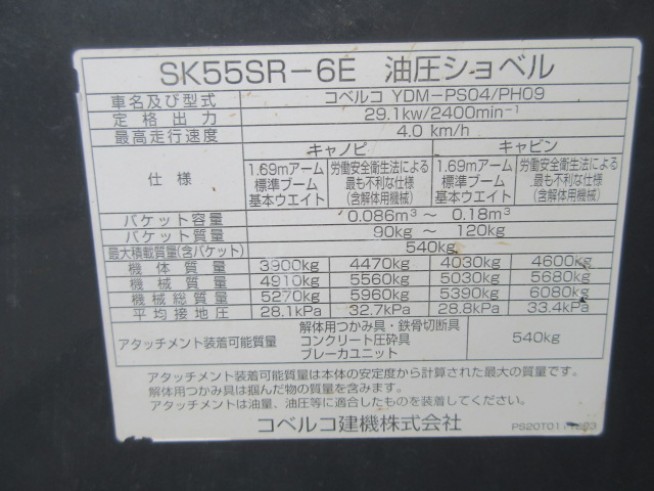 SK55SR-6E 油圧ショベル
車名及び型式 コベルコ YDM-PS04/PH09
定格出力 29.1kw/2400min⁻¹
最高走行速度 4.0 km/h
仕様 キャノピ キャビン
1.69mアーム 労働安全衛生法による 1.69mアーム 労働安全衛生法による
標準ブーム 最も不利な仕様 標準ブーム 最も不利な仕様
基本ウエイト (含解体用機械) 基本ウエイト (含解体用機械)
バケット容量 0.086m³ ~ 0.18m³
バケット質量 90kg ~ 120kg
最大積載質量(含バケット) 540kg
機体質量 3900kg 4470kg 4030kg 4600kg
機械質量 4910kg 5560kg 5030kg 5680kg
機械総質量 5270kg 5960kg 5390kg 6080kg
平均接地圧 28.1kPa 32.7kPa 28.8kPa 33.4kPa
アタッチメント装着可能質量 解体用つかみ具・鉄骨切断具 540kg
コンクリート圧砕具
ブレーカユニット
アタッチメント装着可能質量は本体の安定度から計算された最大の質量です。
解体用つかみ具は掴んだ物の質量を含みます。
アタッチメントは油量、油圧等に適合したものを装着してください。
コベルコ建機株式会社